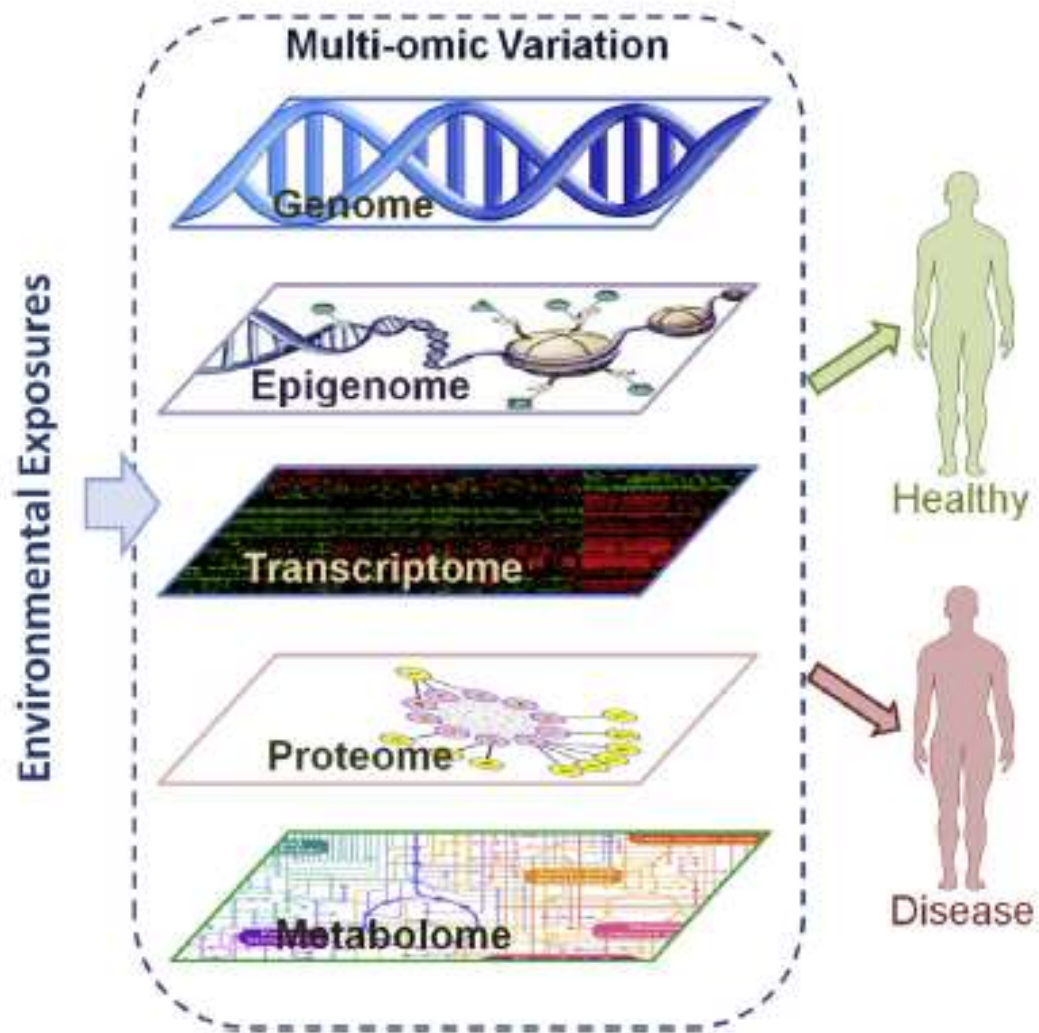 Multi-omic Variation
Genome
Epigenome
Transcriptome
Proteome
Metabolome
Environmental Exposures
Healthy
Disease